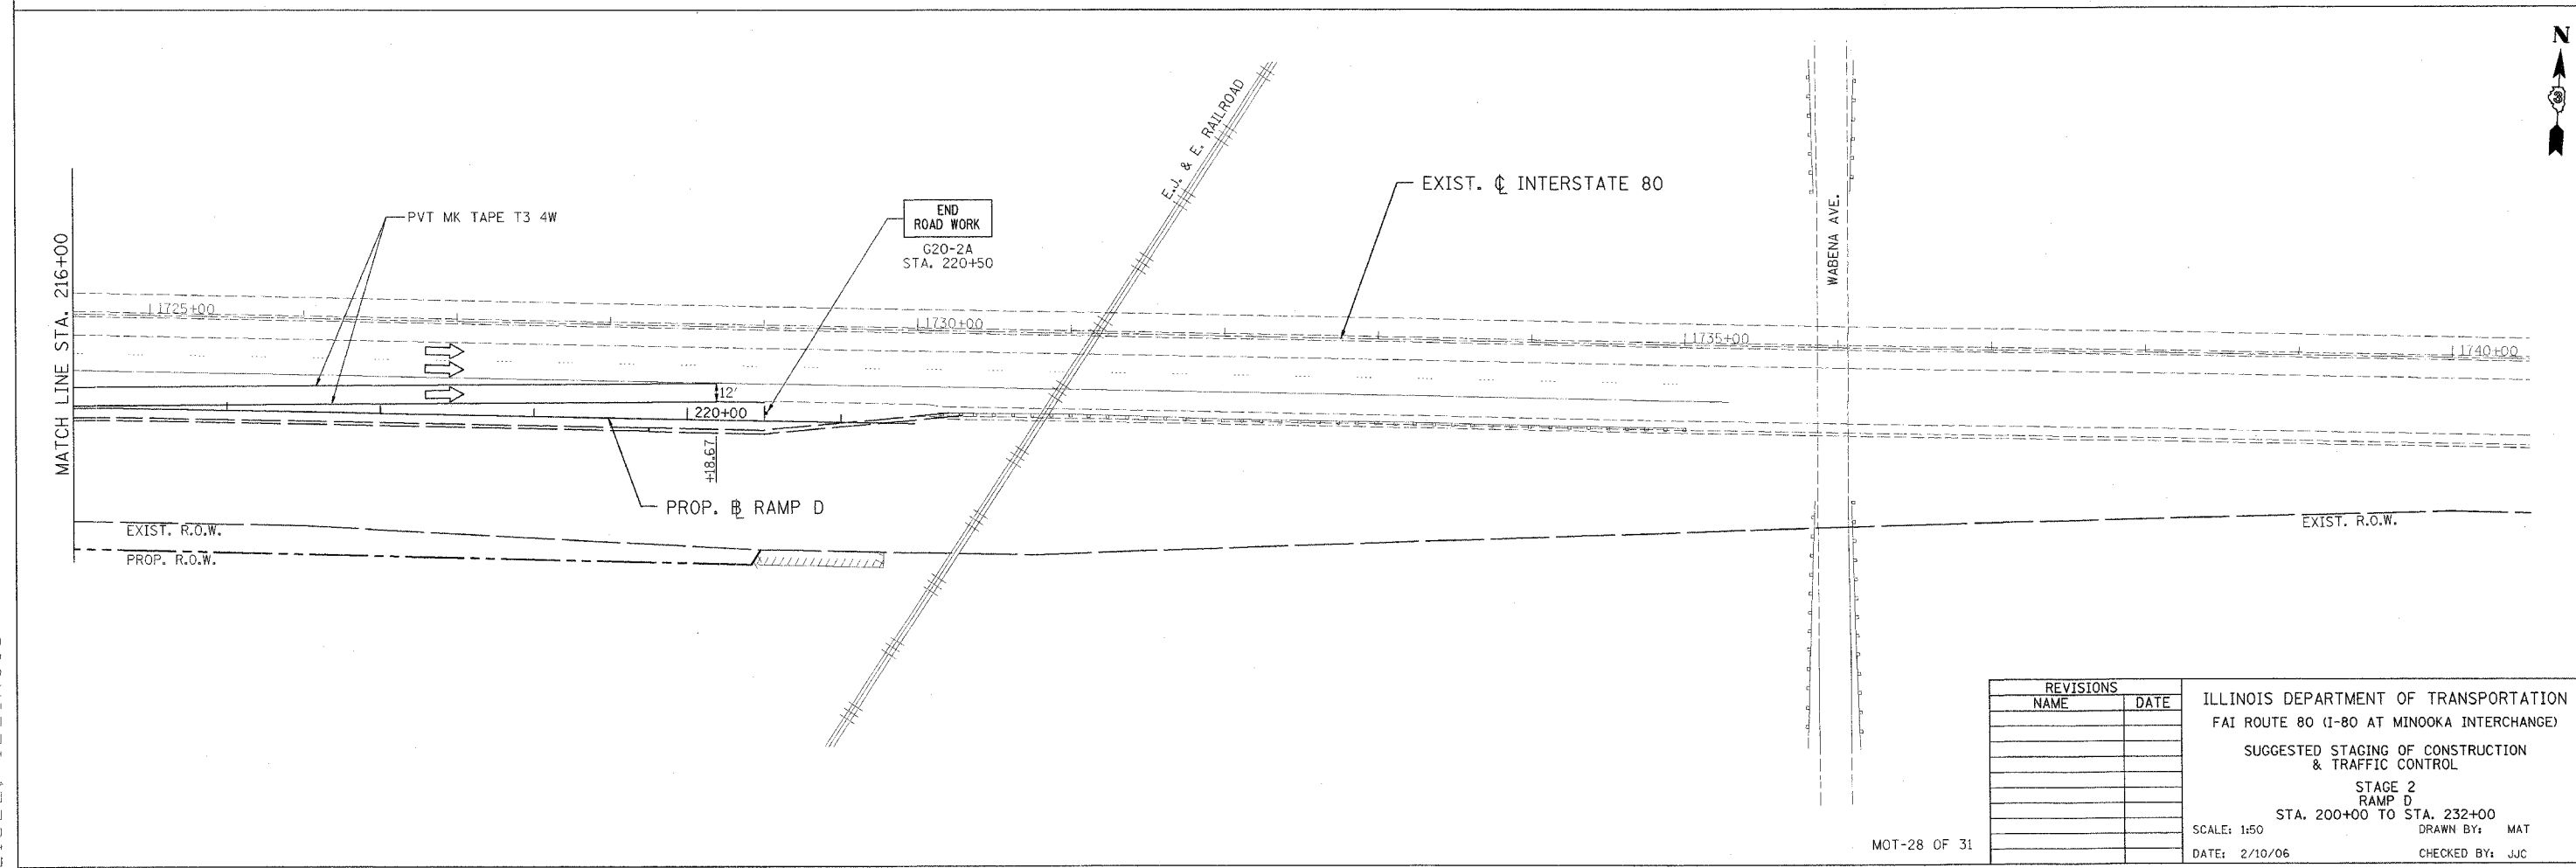 N
3
E.J. & E. RAILROAD
EXIST. ℄ INTERSTATE 80
WABENA AVE.
PVT MK TAPE T3 4W
END
ROAD WORK
G20-2A
STA. 220+50
MATCH LINE STA. 216+00
1725+00
1730+00
1735+00
1740+00
12'
220+00
+18.67
PROP. ⅊ RAMP D
EXIST. R.O.W.
PROP. R.O.W.
EXIST. R.O.W.
MOT-28 OF 31
REVISIONS
NAME DATE
ILLINOIS DEPARTMENT OF TRANSPORTATION
FAI ROUTE 80 (I-80 AT MINOOKA INTERCHANGE)
SUGGESTED STAGING OF CONSTRUCTION
& TRAFFIC CONTROL
STAGE 2
RAMP D
STA. 200+00 TO STA. 232+00
SCALE: 1:50 DRAWN BY: MAT
DATE: 2/10/06 CHECKED BY: JJC